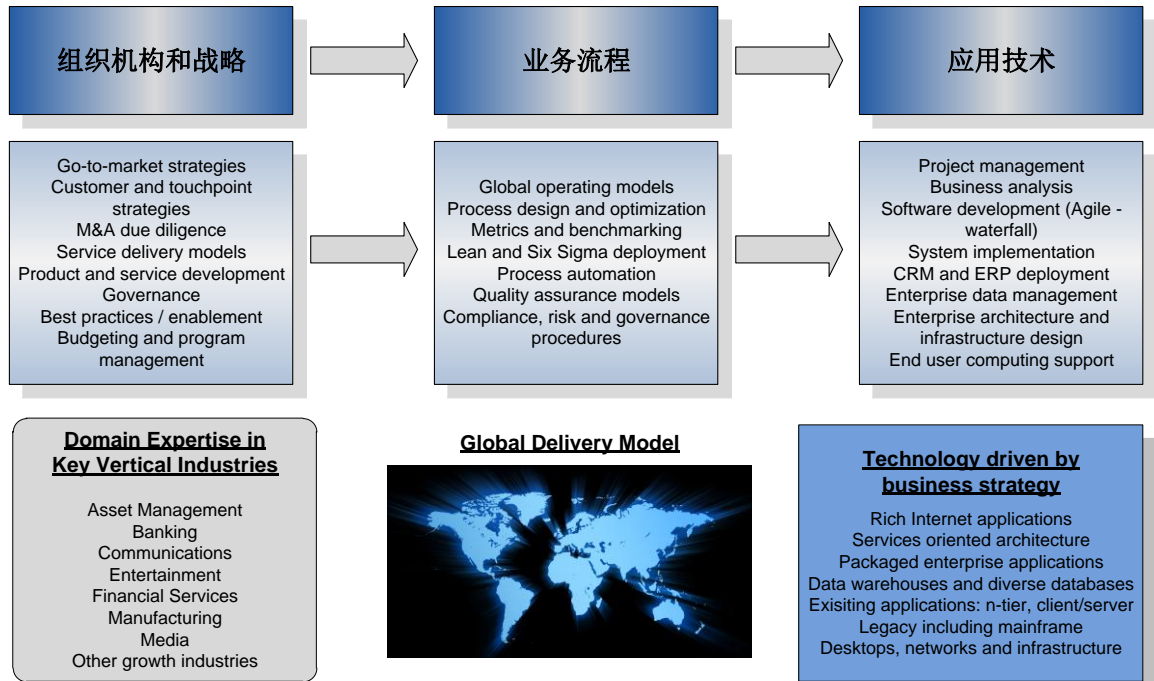 组织机构和战略
业务流程
应用技术
Go-to-market strategies
Customer and touchpoint
strategies
M&A due diligence
Service delivery models
Product and service development
Governance
Best practices / enablement
Budgeting and program
management
Global operating models
Process design and optimization
Metrics and benchmarking
Lean and Six Sigma deployment
Process automation
Quality assurance models
Compliance, risk and governance
procedures
Project management
Business analysis
Software development (Agile -
waterfall)
System implementation
CRM and ERP deployment
Enterprise data management
Enterprise architecture and
infrastructure design
End user computing support
Domain Expertise in
Key Vertical Industries
Asset Management
Banking
Communications
Entertainment
Financial Services
Manufacturing
Media
Other growth industries
Global Delivery Model
Technology driven by
business strategy
Rich Internet applications
Services oriented architecture
Packaged enterprise applications
Data warehouses and diverse databases
Exisiting applications: n-tier, client/server
Legacy including mainframe
Desktops, networks and infrastructure